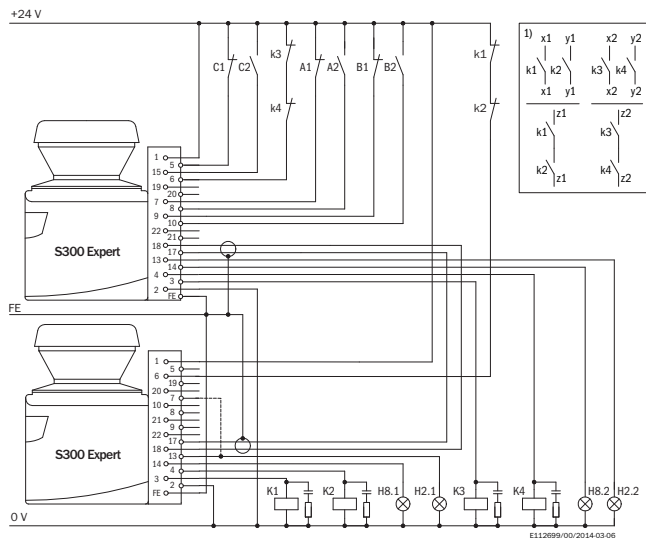 +24 V
1)
x1 y1 x2 y2
k1 k2 k3 k4
x1 y1 x2 y2
z1 z2
k1 k3
k2 z1 k4 z2
k3
C1 C2 A1 A2 B1 B2
k4
k1
k2
S300 Expert
1
5
15
6
19
20
7
8
9
10
22
21
18
17
13
14
4
3
2
FE
FE
S300 Expert
1
5
6
19
20
7
10
8
21
9
22
17
18
13
14
4
3
2
FE
K1 K2 H8.1 H2.1 K3 K4 H8.2 H2.2
0 V
E112699/00/2014-03-06